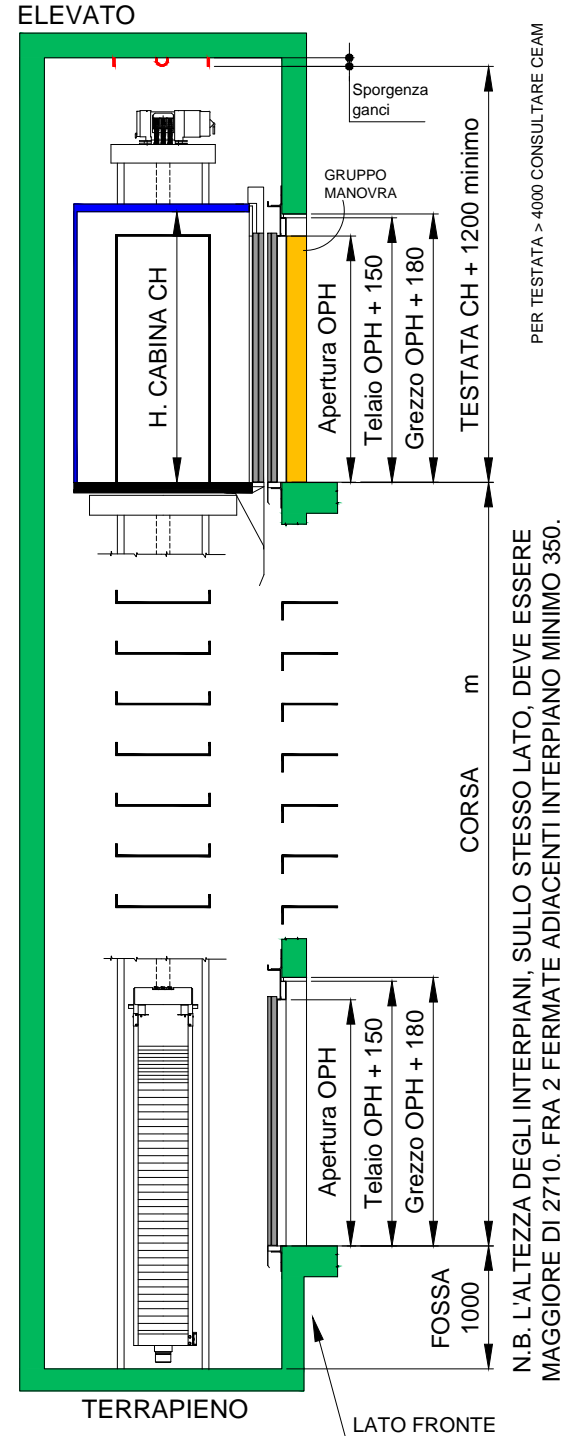 ELEVATO
Sporgenza
ganci
GRUPPO
MANOVRA
H. CABINA CH
Apertura OPH
Telaio OPH + 150
Grezzo OPH + 180
TESTATA CH + 1200 minimo
PER TESTATA > 4000 CONSULTARE CEAM
CORSA m
N.B. L'ALTEZZA DEGLI INTERPIANI, SULLO STESSO LATO, DEVE ESSERE
MAGGIORE DI 2710. FRA 2 FERMATE ADIACENTI INTERPIANO MINIMO 350.
Apertura OPH
Telaio OPH + 150
Grezzo OPH + 180
FOSSA
1000
TERRAPIENO
LATO FRONTE